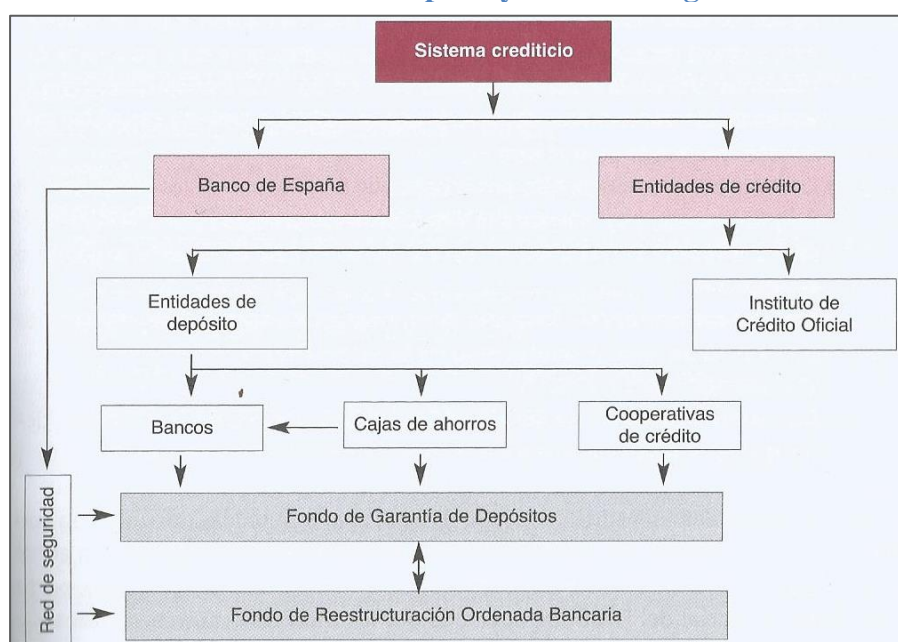 Sistema crediticio
Banco de España
Entidades de crédito
Entidades de
depósito
Instituto de
Crédito Oficial
Bancos
Cajas de ahorros
Cooperativas
de crédito
Red de seguridad
Fondo de Garantía de Depósitos
Fondo de Reestructuración Ordenada Bancaria